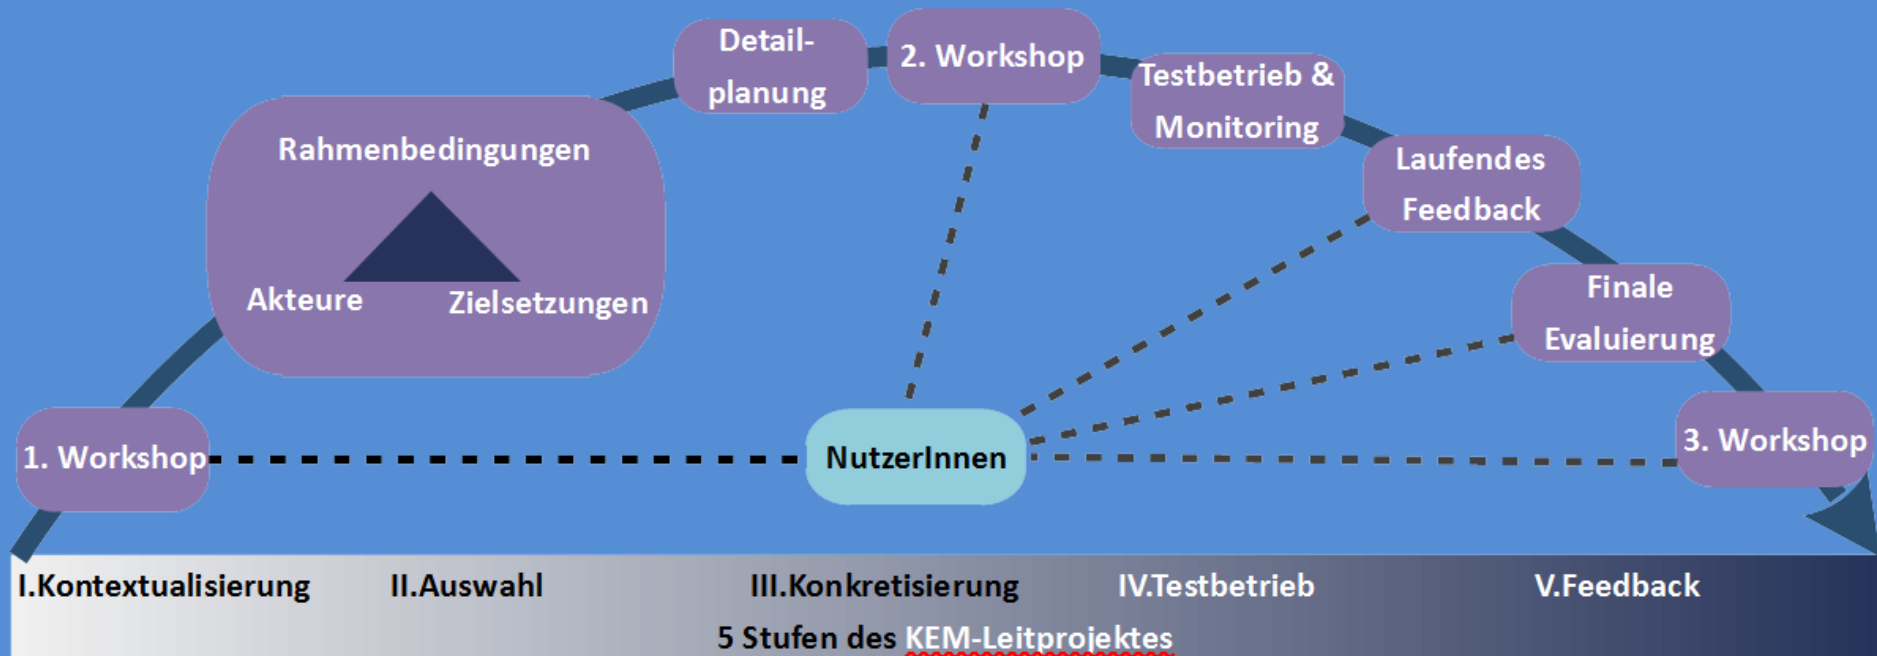 Detail-
planung
2. Workshop
Testbetrieb &
Monitoring
Rahmenbedingungen
Akteure
Zielsetzungen
Laufendes
Feedback
Finale
Evaluierung
1. Workshop
NutzerInnen
3. Workshop
I.Kontextualisierung
II.Auswahl
III.Konkretisierung
IV.Testbetrieb
V.Feedback
5 Stufen des KEM-Leitprojektes